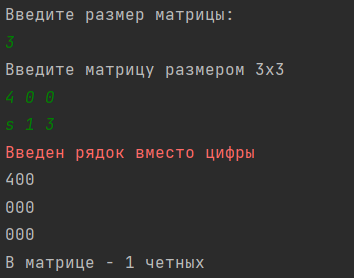 Введите размер матрицы:
3
Введите матрицу размером 3x3
4 0 0
s 1 3
Введен рядок вместо цифры
400
000
000
В матрице - 1 четных